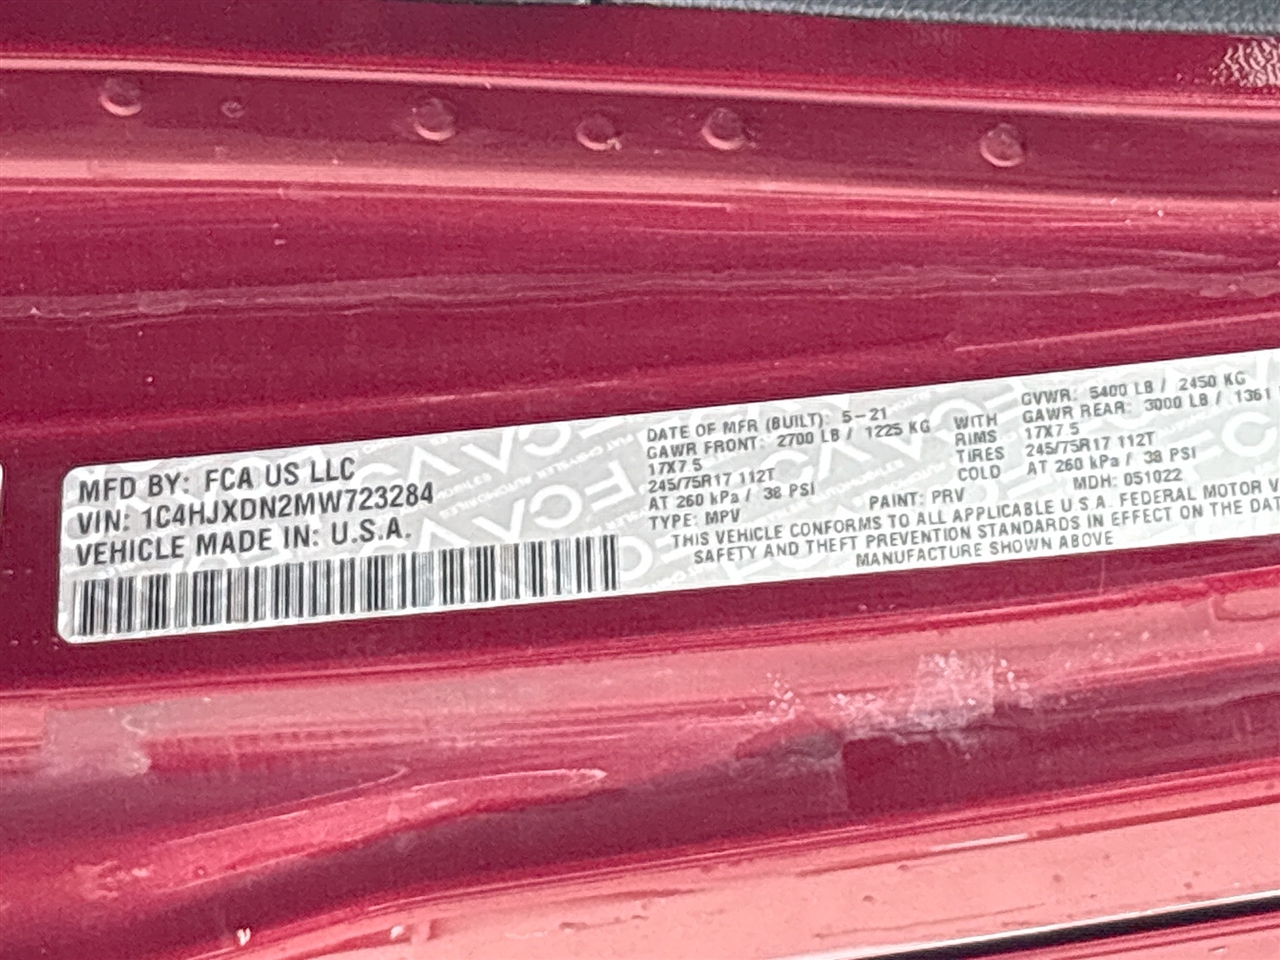 MFD BY: FCA US LLC
VIN: 1C4HJXDN2MW723284
VEHICLE MADE IN: U.S.A.
DATE OF MFR (BUILT): 5-21
GAWR FRONT: 2700 LB / 1225 KG
17X7.5
245/75R17 112T
AT 260 kPa / 38 PSI
TYPE: MPV
WITH
RIMS
TIRES
COLD
GVWR: 5400 LB / 2450 KG
GAWR REAR: 3000 LB / 1361
17X7.5
245/75R17 112T
AT 260 kPa / 38 PSI
PAINT: PRV
MDH: 051022
THIS VEHICLE CONFORMS TO ALL APPLICABLE U.S.A. FEDERAL MOTOR V
SAFETY AND THEFT PREVENTION STANDARDS IN EFFECT ON THE DAT
MANUFACTURE SHOWN ABOVE